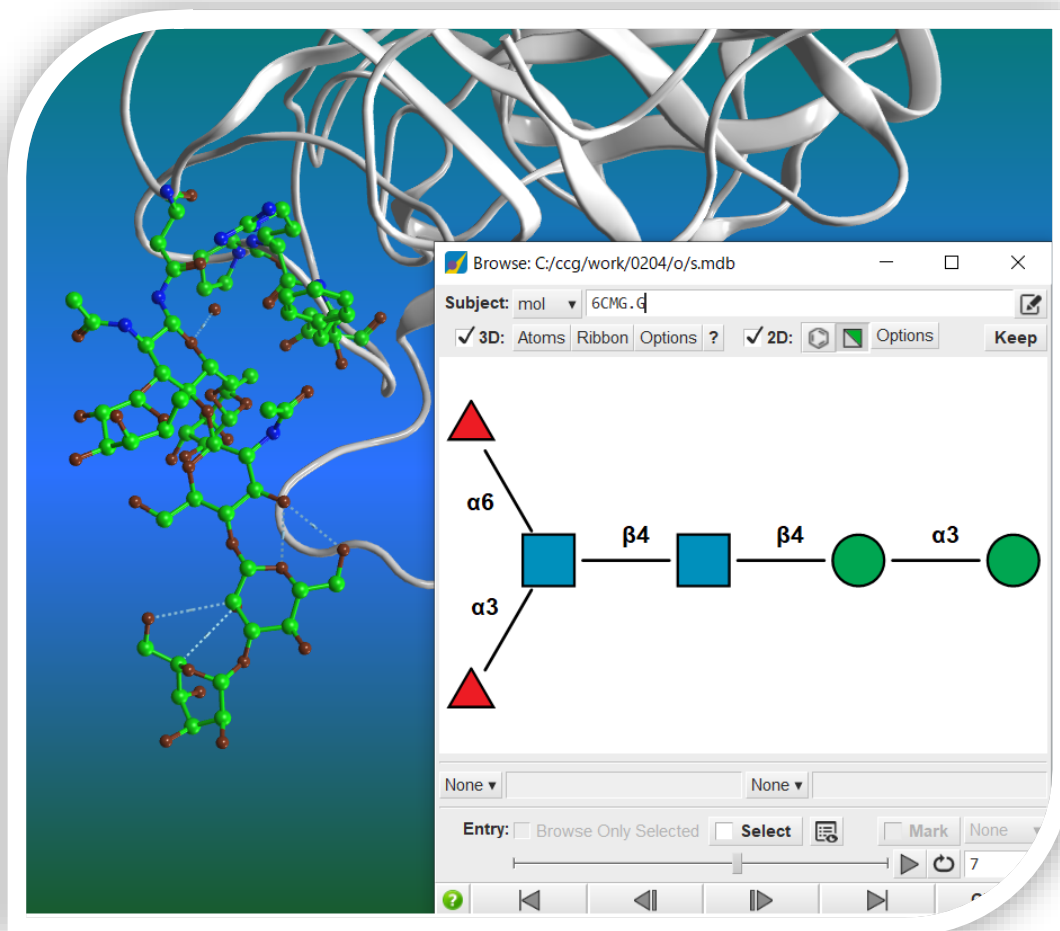 Browse: C:/ccg/work/0204/o/s.mdb
Subject: mol 6CMG.G
3D: Atoms Ribbon Options ? 2D: Options Keep
α6
β4 β4 α3
α3
None None
Entry: Browse Only Selected Select Mark None
7
?